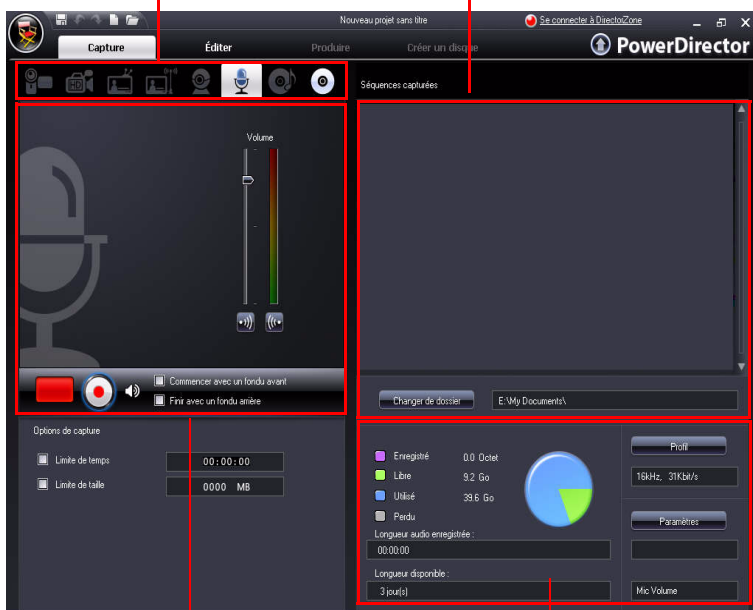 Nouveau projet sans titre
Se connecter à DirectorZone
Capture
Éditer
Produire
Créer un disque
PowerDirector
HD
Séquences capturées
Volume
Commencer avec un fondu avant
Finir avec un fondu arrière
Changer de dossier
E:\My Documents\
Options de capture
Limite de temps
00:00:00
Limite de taille
0000 MB
Enregistré
0.0 Octet
Libre
9.2 Go
Utilisé
39.6 Go
Perdu
Longueur audio enregistrée :
00:00:00
Longueur disponible :
3 jour(s)
Profil
16kHz, 31Kbit/s
Paramètres
Mic Volume